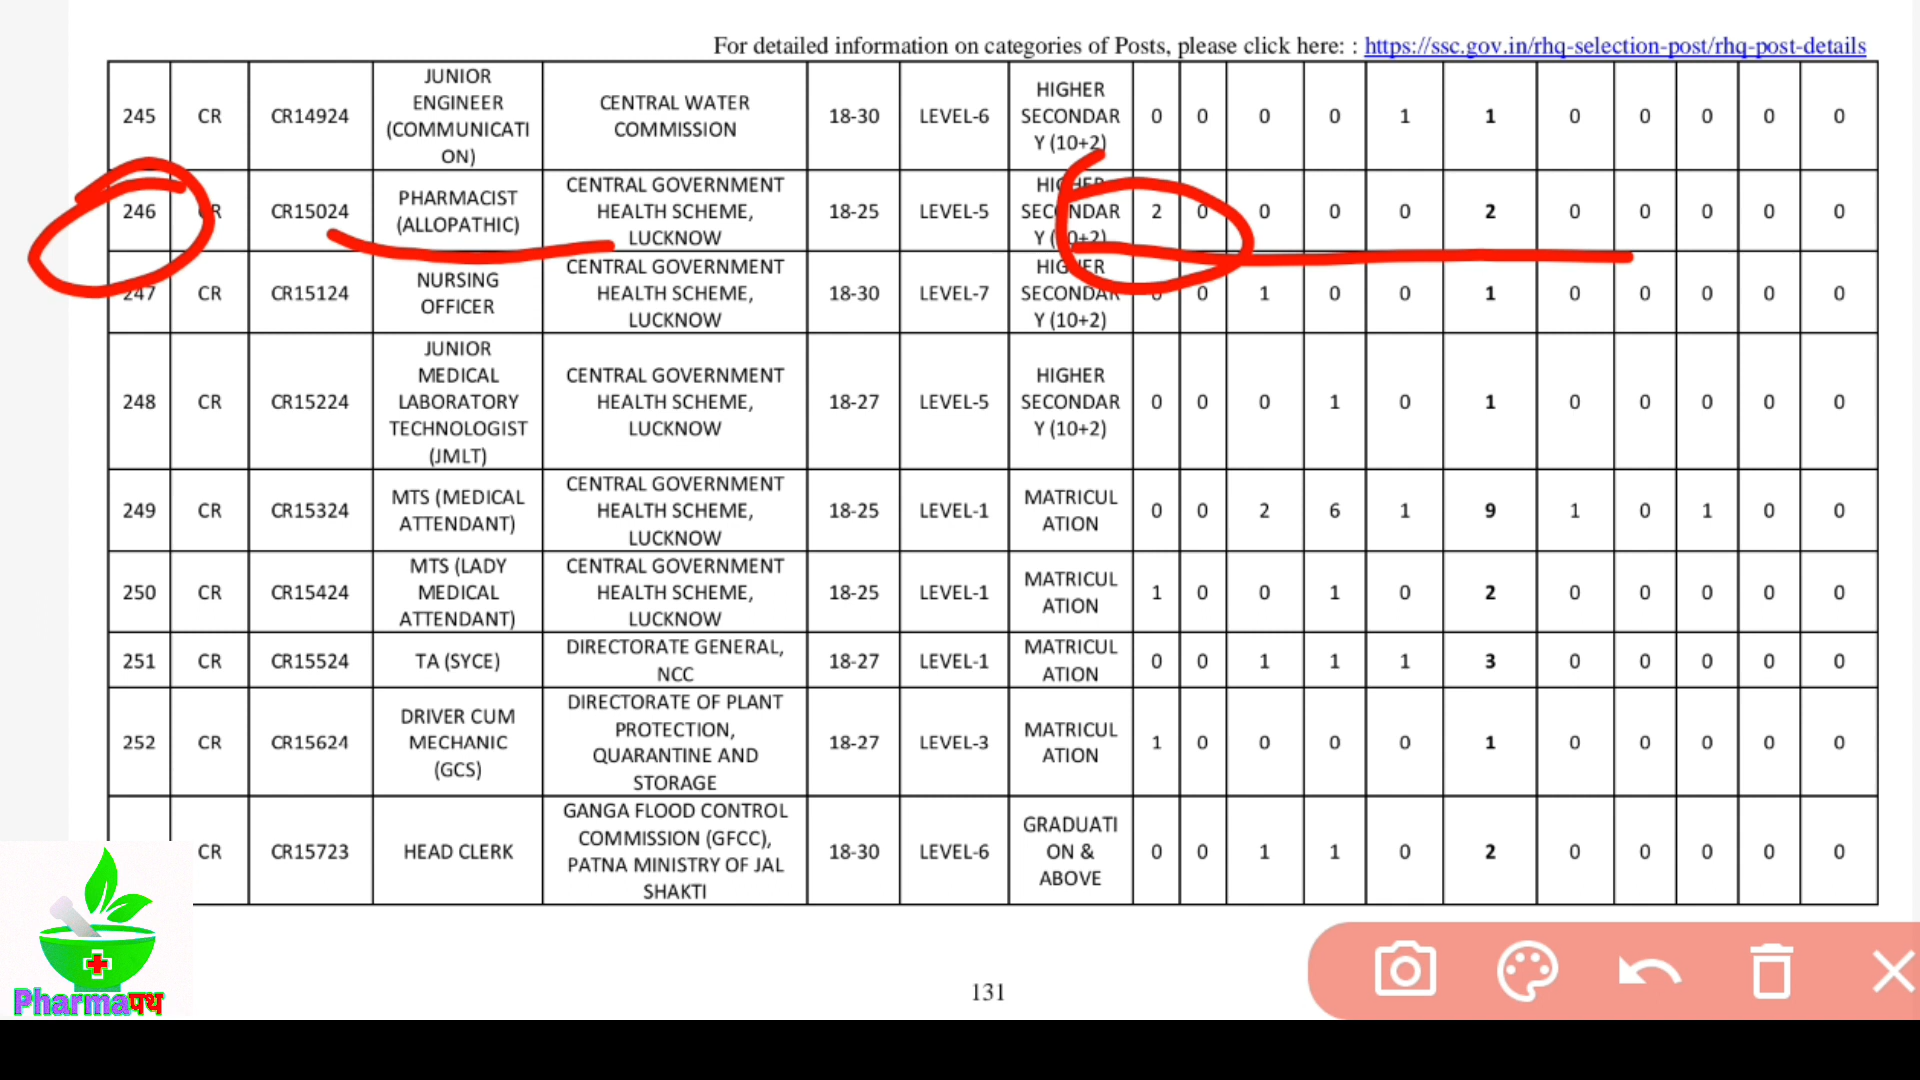 For detailed information on categories of Posts, please click here: : https://ssc.gov.in/rhq-selection-post/rhq-post-details
245 CR CR14924 JUNIOR ENGINEER (COMMUNICATI ON) CENTRAL WATER COMMISSION 18-30 LEVEL-6 HIGHER SECONDAR Y (10+2) 0 0 0 0 1 1 0 0 0 0 0
246 CR CR15024 PHARMACIST (ALLOPATHIC) CENTRAL GOVERNMENT HEALTH SCHEME, LUCKNOW 18-25 LEVEL-5 HIGHER SECONDAR Y (10+2) 2 0 0 0 0 2 0 0 0 0 0
247 CR CR15124 NURSING OFFICER CENTRAL GOVERNMENT HEALTH SCHEME, LUCKNOW 18-30 LEVEL-7 HIGHER SECONDAR Y (10+2) 0 0 1 0 0 1 0 0 0 0 0
248 CR CR15224 JUNIOR MEDICAL LABORATORY TECHNOLOGIST (JMLT) CENTRAL GOVERNMENT HEALTH SCHEME, LUCKNOW 18-27 LEVEL-5 HIGHER SECONDAR Y (10+2) 0 0 0 1 0 1 0 0 0 0 0
249 CR CR15324 MTS (MEDICAL ATTENDANT) CENTRAL GOVERNMENT HEALTH SCHEME, LUCKNOW 18-25 LEVEL-1 MATRICUL ATION 0 0 2 6 1 9 1 0 1 0 0
250 CR CR15424 MTS (LADY MEDICAL ATTENDANT) CENTRAL GOVERNMENT HEALTH SCHEME, LUCKNOW 18-25 LEVEL-1 MATRICUL ATION 1 0 0 1 0 2 0 0 0 0 0
251 CR CR15524 TA (SYCE) DIRECTORATE GENERAL, NCC 18-27 LEVEL-1 MATRICUL ATION 0 0 1 1 1 3 0 0 0 0 0
252 CR CR15624 DRIVER CUM MECHANIC (GCS) DIRECTORATE OF PLANT PROTECTION, QUARANTINE AND STORAGE 18-27 LEVEL-3 MATRICUL ATION 1 0 0 0 0 1 0 0 0 0 0
CR CR15723 HEAD CLERK GANGA FLOOD CONTROL COMMISSION (GFCC), PATNA MINISTRY OF JAL SHAKTI 18-30 LEVEL-6 GRADUATI ON & ABOVE 0 0 1 1 0 2 0 0 0 0 0
Pharmaपथ
131